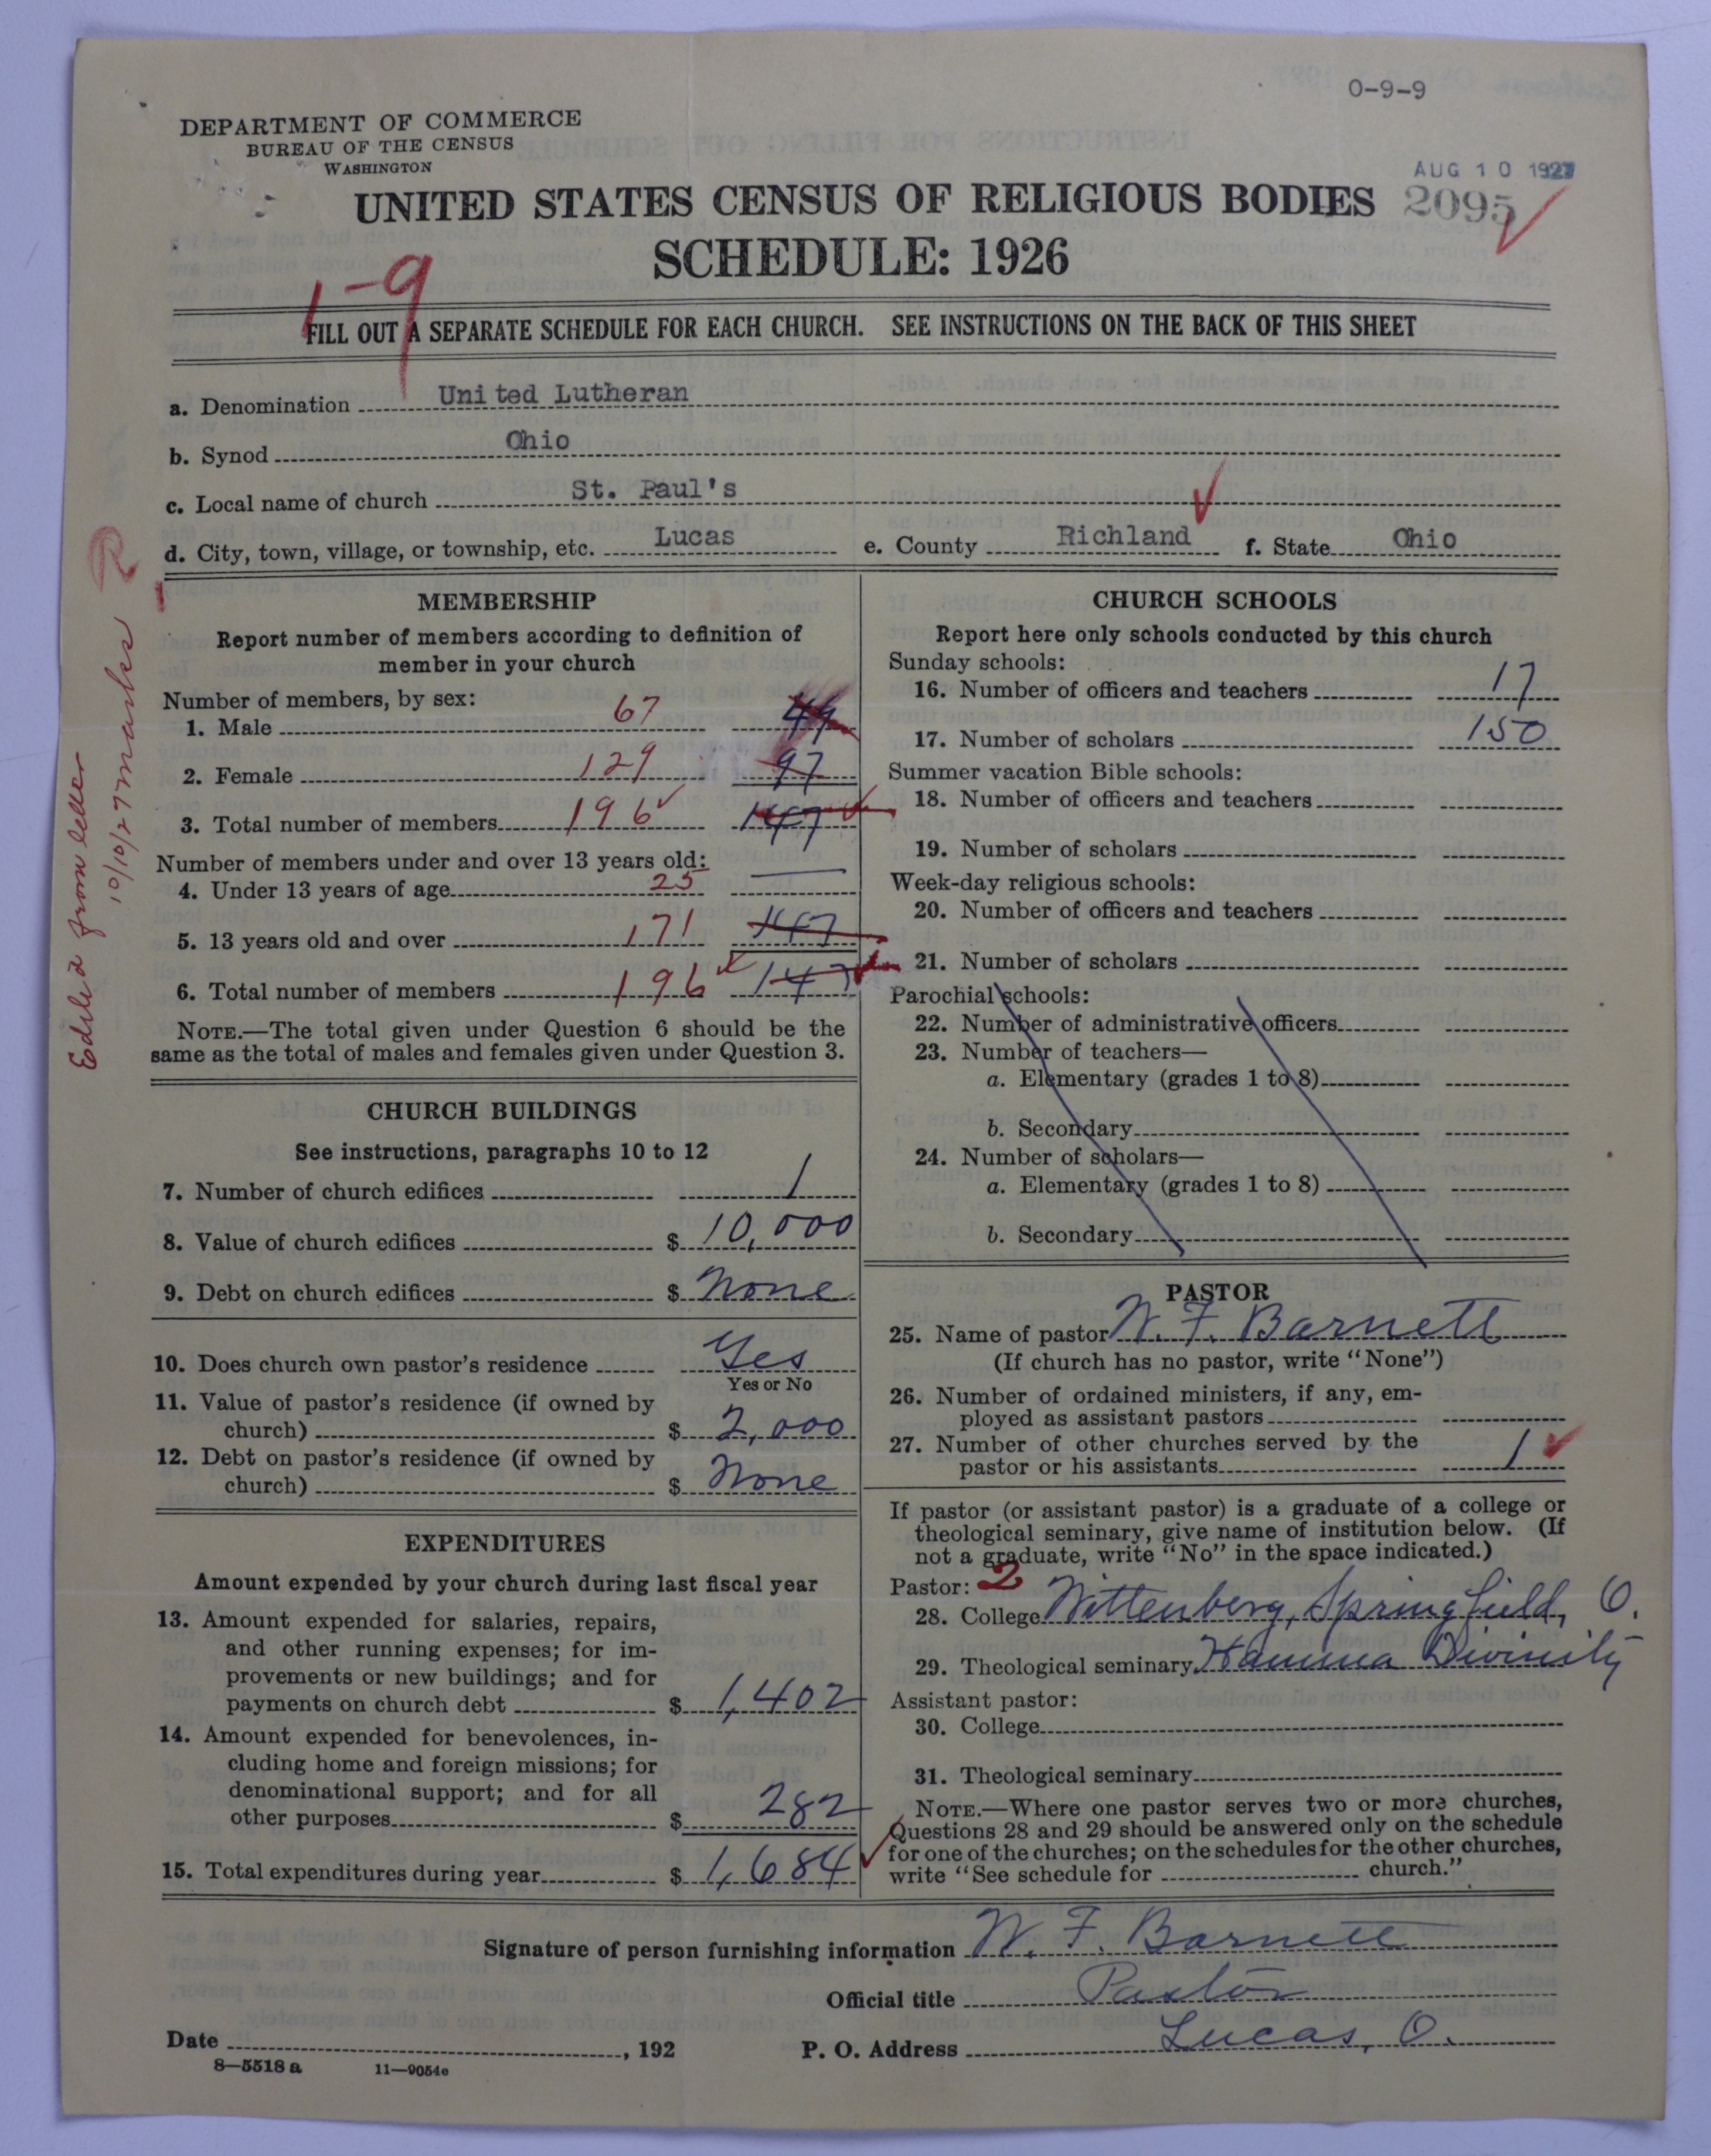 0-9-9
DEPARTMENT OF COMMERCE
BUREAU OF THE CENSUS
WASHINGTON
AUG 10 1927
UNITED STATES CENSUS OF RELIGIOUS BODIES 2095
SCHEDULE: 1926
1-9
FILL OUT A SEPARATE SCHEDULE FOR EACH CHURCH. SEE INSTRUCTIONS ON THE BACK OF THIS SHEET
a. Denomination United Lutheran
b. Synod Ohio
c. Local name of church St. Paul's
d. City, town, village, or township, etc. Lucas e. County Richland f. State Ohio
Edited from letter
10/10/27 Marks
R
MEMBERSHIP
Report number of members according to definition of
member in your church
Number of members, by sex:
1. Male 67 49
2. Female 129 97
3. Total number of members 196 147
Number of members under and over 13 years old:
4. Under 13 years of age 25 —
5. 13 years old and over 171 147
6. Total number of members 196 147
NOTE.—The total given under Question 6 should be the
same as the total of males and females given under Question 3.
CHURCH BUILDINGS
See instructions, paragraphs 10 to 12
7. Number of church edifices 1
8. Value of church edifices $ 10,000
9. Debt on church edifices $ None
10. Does church own pastor's residence Yes
Yes or No
11. Value of pastor's residence (if owned by
church) $ 2,000
12. Debt on pastor's residence (if owned by
church) $ None
EXPENDITURES
Amount expended by your church during last fiscal year
13. Amount expended for salaries, repairs,
and other running expenses; for im-
provements or new buildings; and for
payments on church debt $ 1,402
14. Amount expended for benevolences, in-
cluding home and foreign missions; for
denominational support; and for all
other purposes $ 282
15. Total expenditures during year $ 1,684
CHURCH SCHOOLS
Report here only schools conducted by this church
Sunday schools:
16. Number of officers and teachers 17
17. Number of scholars 150
Summer vacation Bible schools:
18. Number of officers and teachers
19. Number of scholars
Week-day religious schools:
20. Number of officers and teachers
21. Number of scholars
Parochial schools:
22. Number of administrative officers
23. Number of teachers—
a. Elementary (grades 1 to 8)
b. Secondary
24. Number of scholars—
a. Elementary (grades 1 to 8)
b. Secondary
PASTOR
25. Name of pastor W. F. Barnett
(If church has no pastor, write "None")
26. Number of ordained ministers, if any, em-
ployed as assistant pastors
27. Number of other churches served by the
pastor or his assistants 1
If pastor (or assistant pastor) is a graduate of a college or
theological seminary, give name of institution below. (If
not a graduate, write "No" in the space indicated.)
Pastor: 2
28. College Wittenberg, Springfield, O.
29. Theological seminary Hamma Divinity
Assistant pastor:
30. College
31. Theological seminary
NOTE.—Where one pastor serves two or more churches,
Questions 28 and 29 should be answered only on the schedule
for one of the churches; on the schedules for the other churches,
write "See schedule for church."
Signature of person furnishing information W. F. Barnett
Official title Pastor
Date , 192 P. O. Address Lucas, O.
8—5518 a 11—9054e